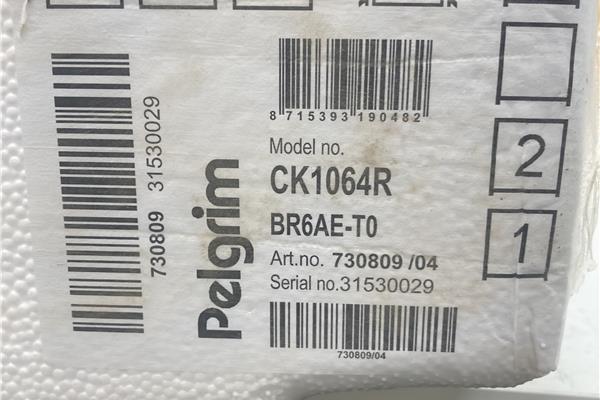 8 715393 190482
Model no.
CK1064R
BR6AE-T0
Art.no. 730809 /04
Serial no.31530029
730809/04
Pelgrim
730809 31530029
2
1